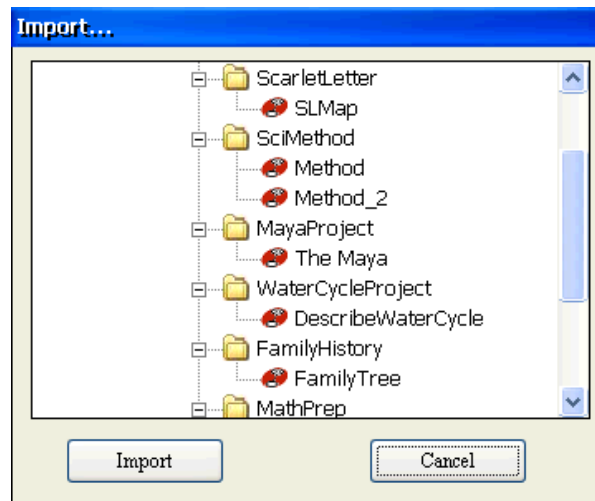 Import...
ScarletLetter
SLMap
SciMethod
Method
Method_2
MayaProject
The Maya
WaterCycleProject
DescribeWaterCycle
FamilyHistory
FamilyTree
MathPrep
Import Cancel